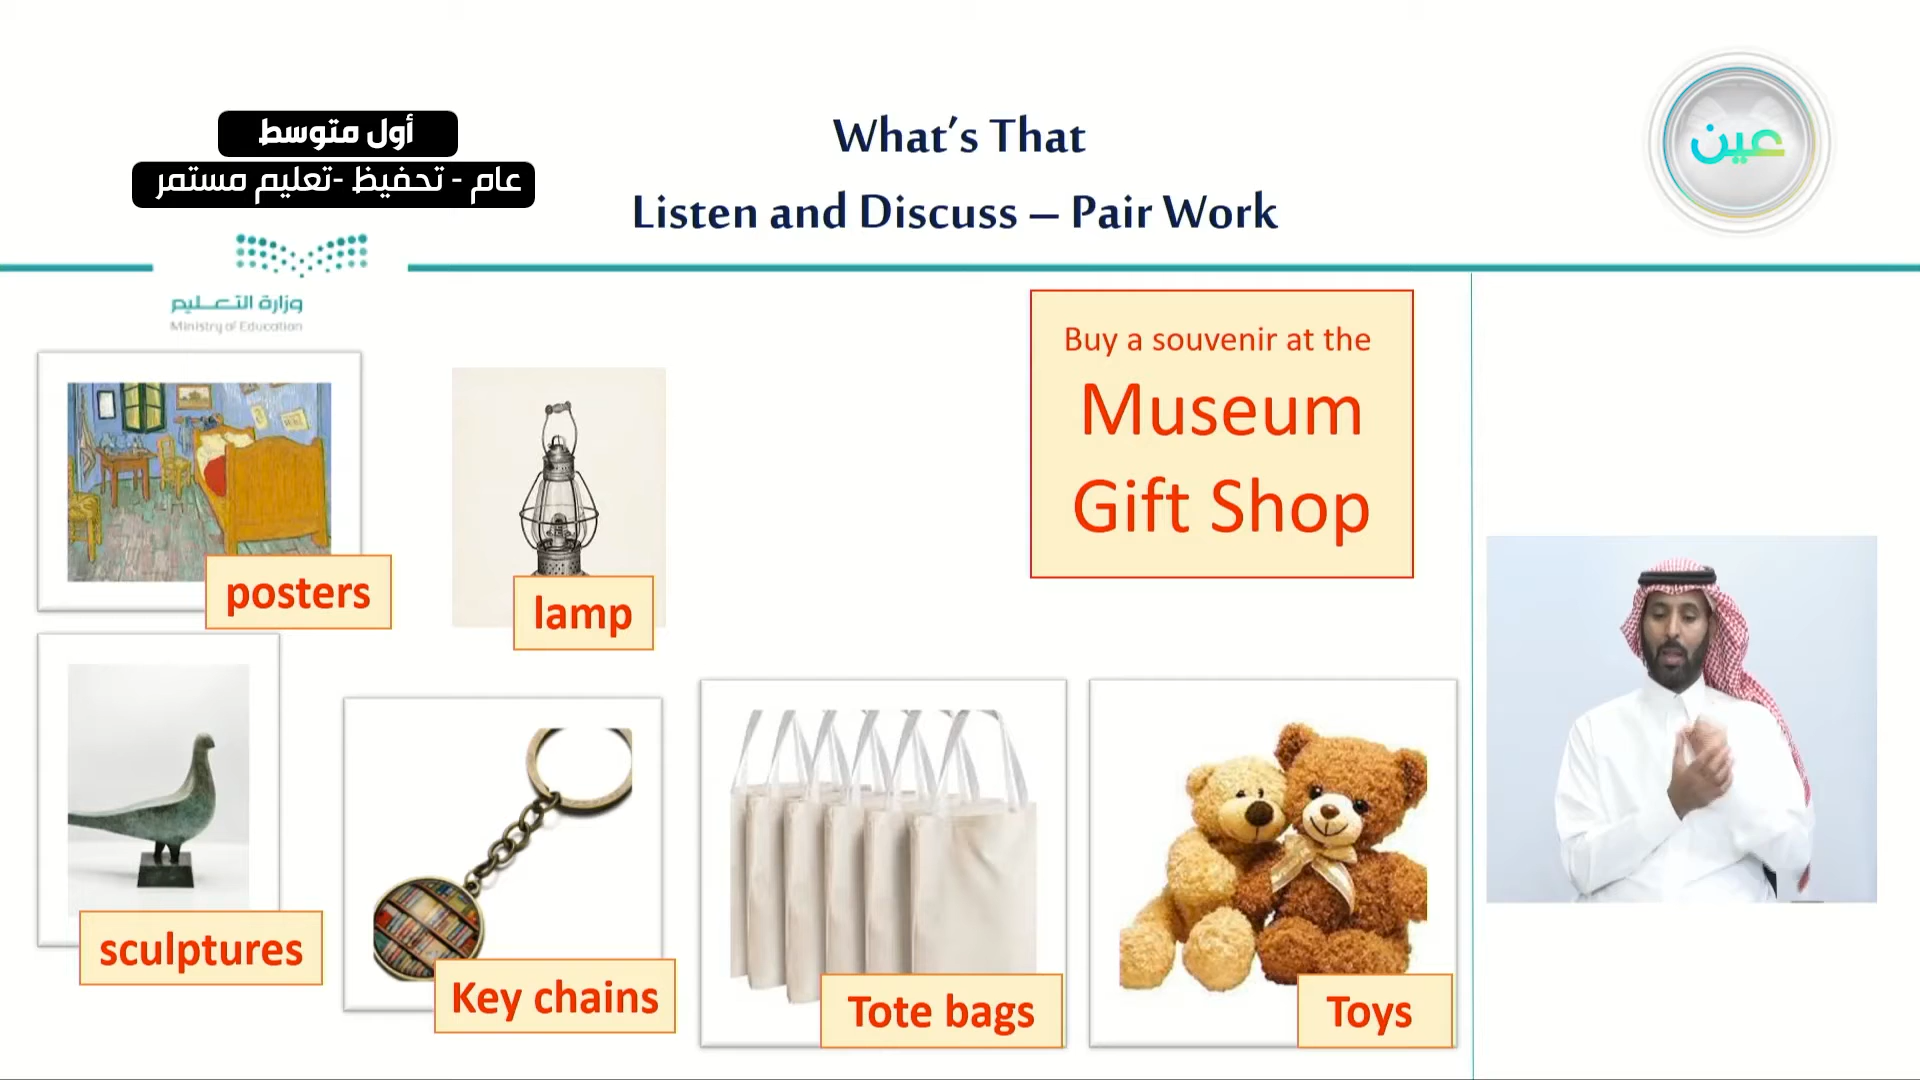 أول متوسط
عام - تحفيظ -تعليم مستمر
What's That
Listen and Discuss – Pair Work
عين
وزارة التعليم
Ministry of Education
Buy a souvenir at the
Museum
Gift Shop
posters
lamp
sculptures
Key chains
Tote bags
Toys